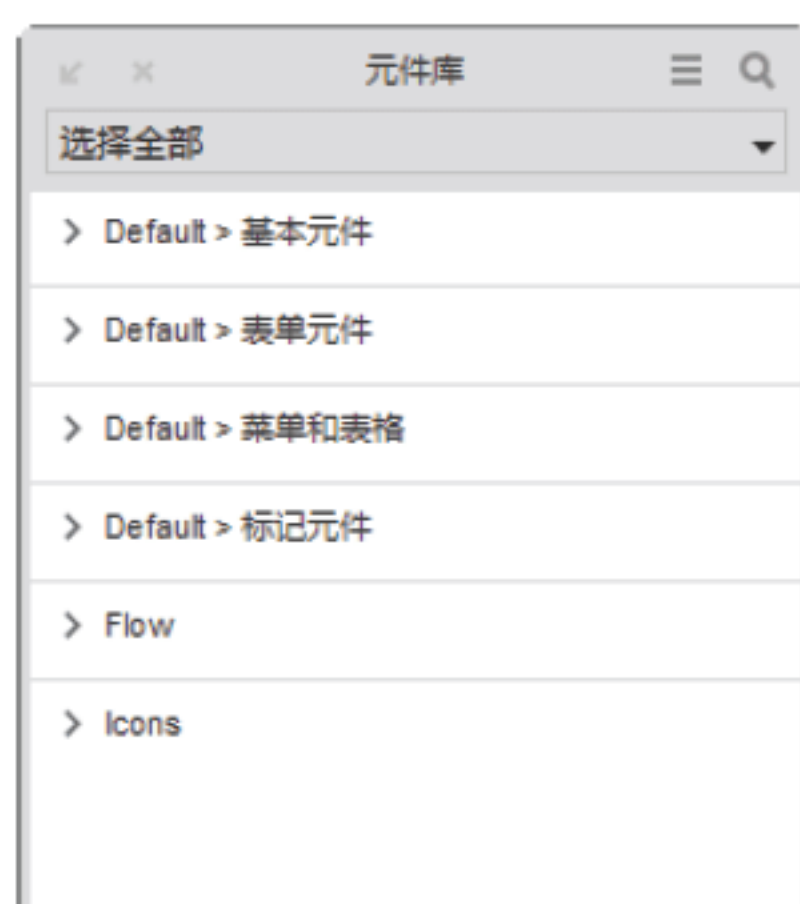 元件库
选择全部
Default > 基本元件
Default > 表单元件
Default > 菜单和表格
Default > 标记元件
Flow
Icons